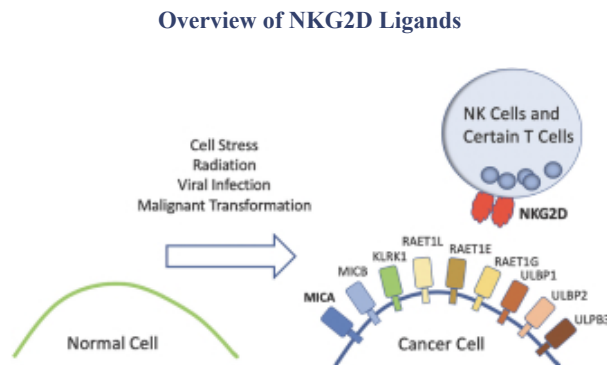 Overview of NKG2D Ligands
NK Cells and
Certain T Cells
Cell Stress
Radiation
Viral Infection
Malignant Transformation
NKG2D
RAET1L
RAET1E
KLRK1
RAET1G
MICB
ULBP1
MICA
ULBP2
ULPB3
Normal Cell
Cancer Cell